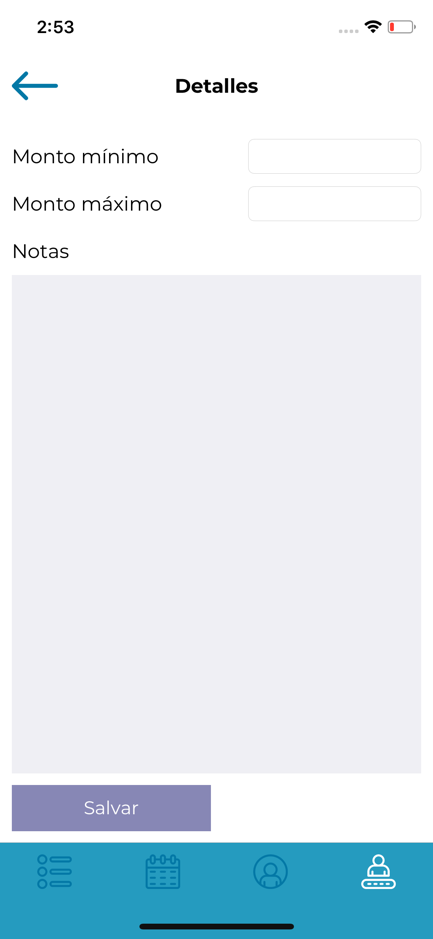 2:53
Detalles
Monto mínimo
Monto máximo
Notas
Salvar